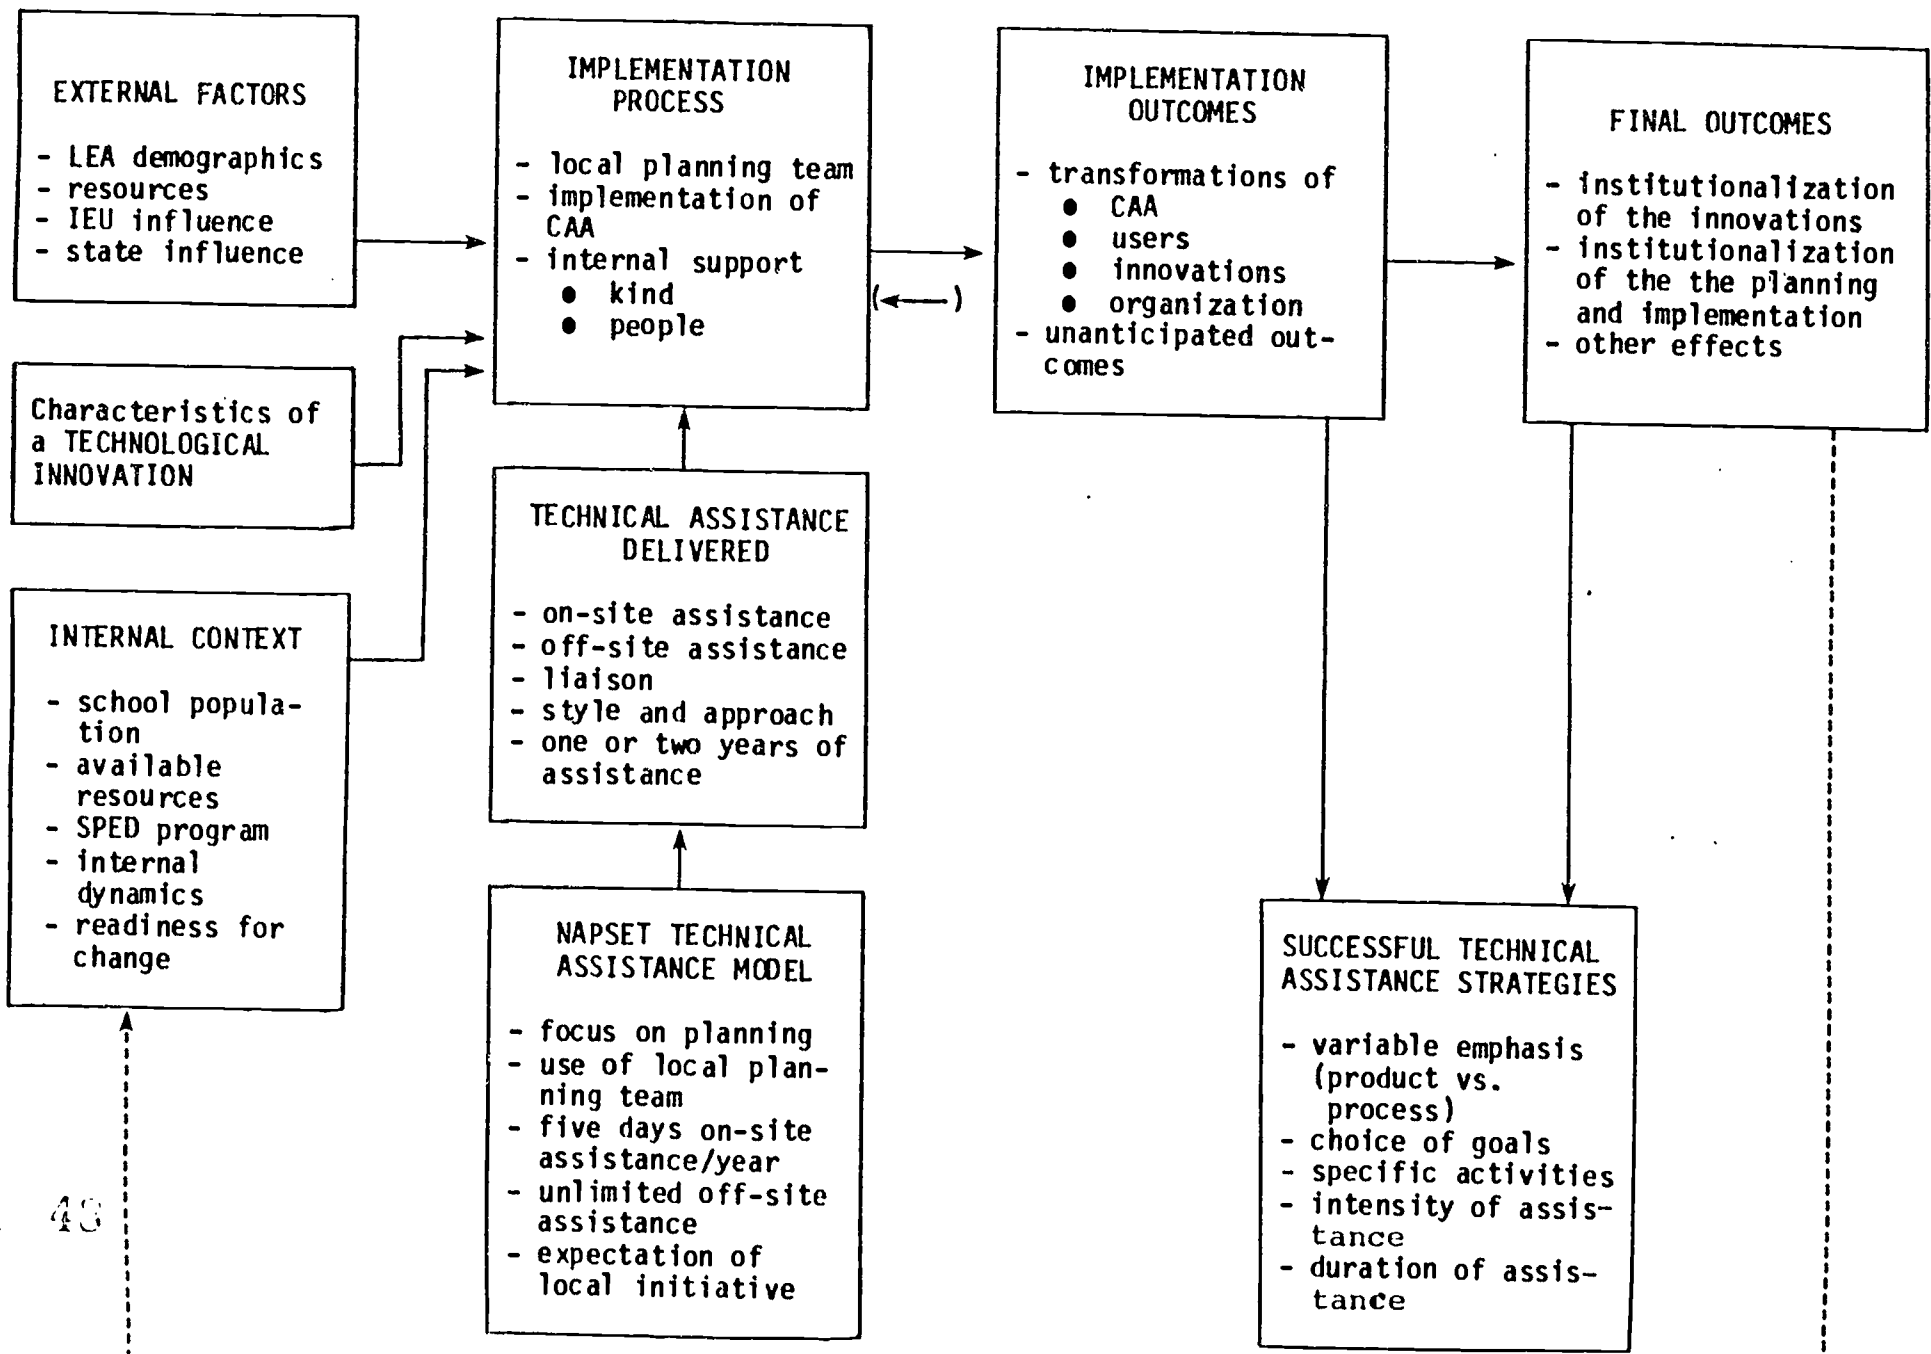 EXTERNAL FACTORS
- LEA demographics
- resources
- IEU influence
- state influence
Characteristics of
a TECHNOLOGICAL
INNOVATION
INTERNAL CONTEXT
- school popula-
tion
- available
resources
- SPED program
- internal
dynamics
- readiness for
change
IMPLEMENTATION
PROCESS
- local planning team
- implementation of
CAA
- internal support
● kind
● people
TECHNICAL ASSISTANCE
DELIVERED
- on-site assistance
- off-site assistance
- liaison
- style and approach
- one or two years of
assistance
NAPSET TECHNICAL
ASSISTANCE MODEL
- focus on planning
- use of local plan-
ning team
- five days on-site
assistance/year
- unlimited off-site
assistance
- expectation of
local initiative
IMPLEMENTATION
OUTCOMES
- transformations of
● CAA
● users
● innovations
● organization
- unanticipated out-
comes
FINAL OUTCOMES
- institutionalization
of the innovations
- institutionalization
of the the planning
and implementation
- other effects
SUCCESSFUL TECHNICAL
ASSISTANCE STRATEGIES
- variable emphasis
(product vs.
process)
- choice of goals
- specific activities
- intensity of assis-
tance
- duration of assis-
tance